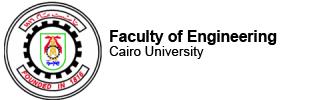 Faculty of Engineering
Cairo University
FOUNDED IN 1816